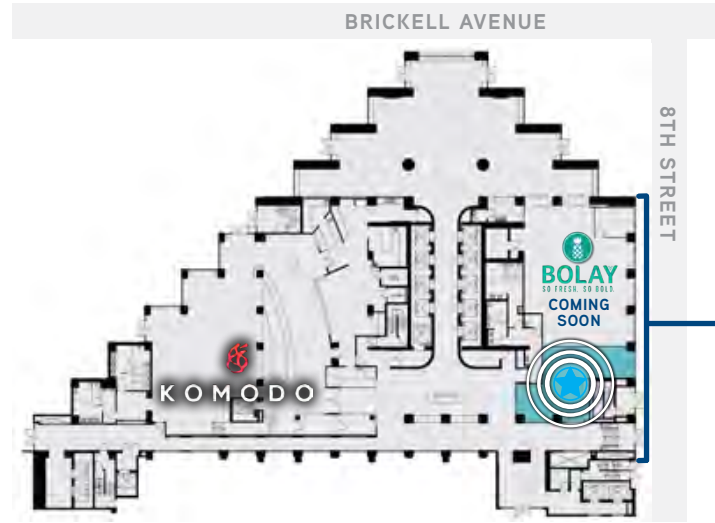 BRICKELL AVENUE
8TH STREET
BOLAY
SO FRESH. SO BOLD.
COMING
SOON
KOMODO